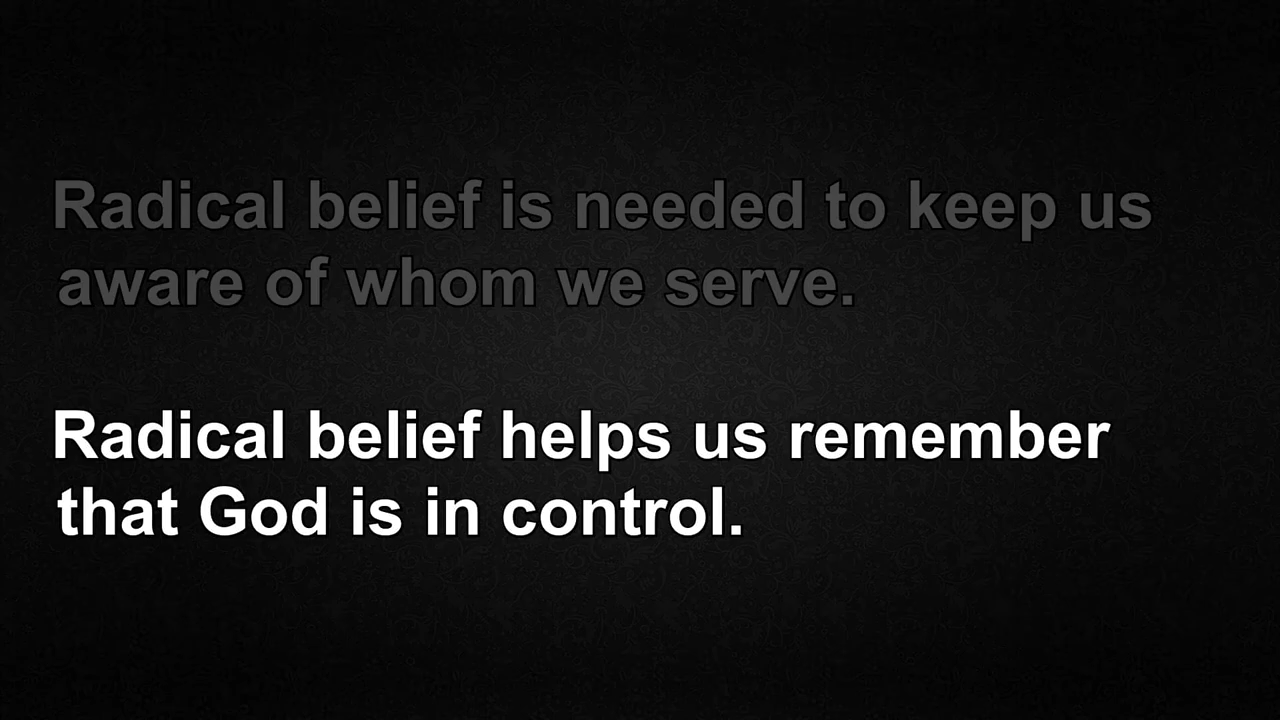 Radical belief is needed to keep us
aware of whom we serve.
Radical belief helps us remember
that God is in control.